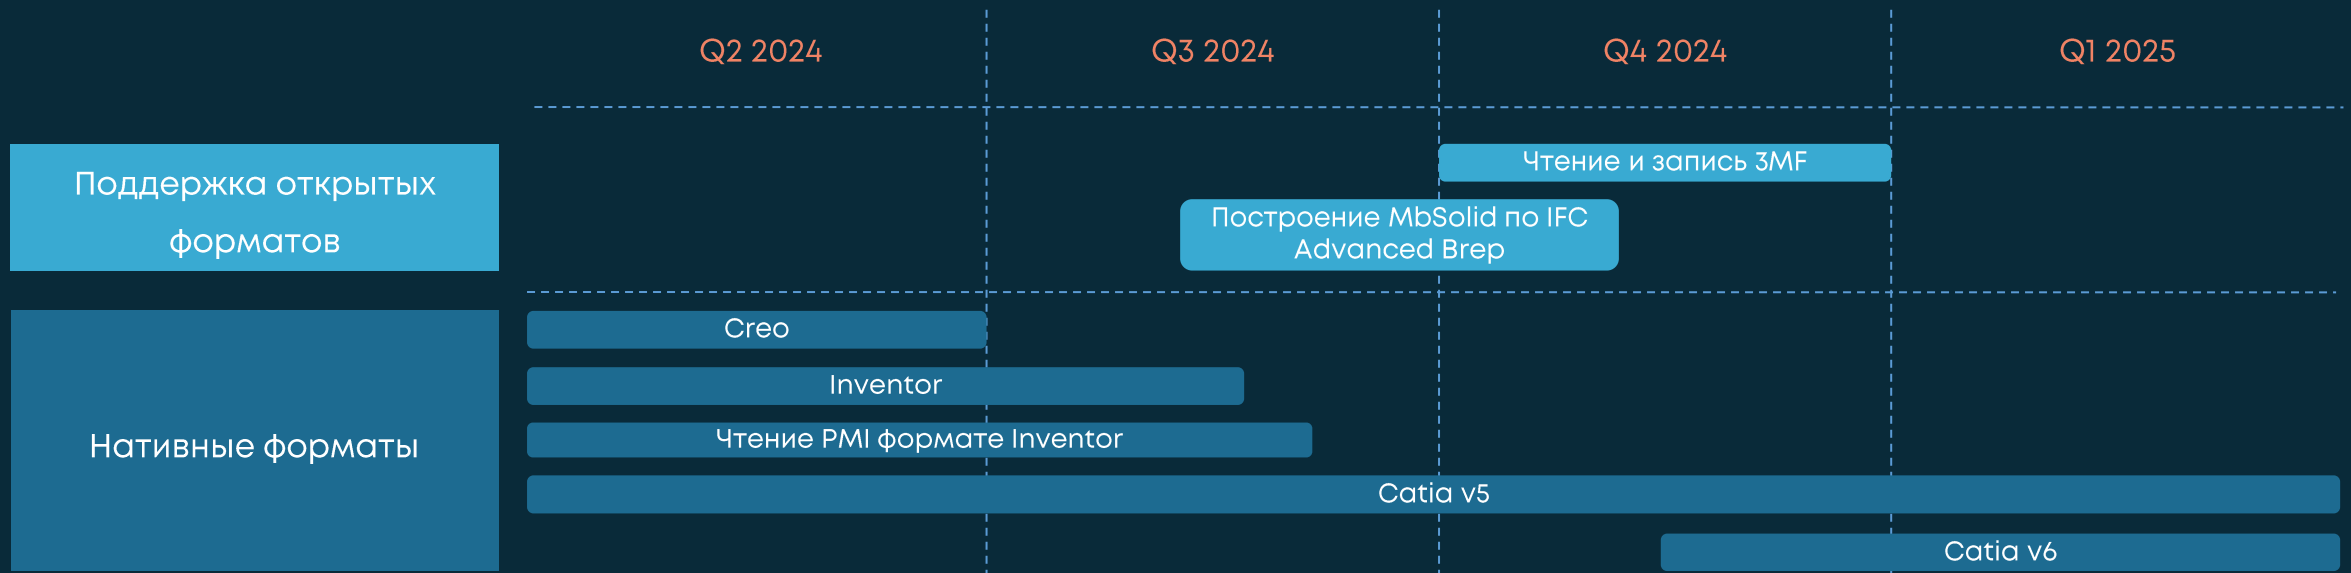 Q2 2024
Q3 2024
Q4 2024
Q1 2025
Поддержка открытых
форматов
Чтение и запись 3MF
Построение MbSolid по IFC
Advanced Brep
Нативные форматы
Creo
Inventor
Чтение PMI формате Inventor
Catia v5
Catia v6